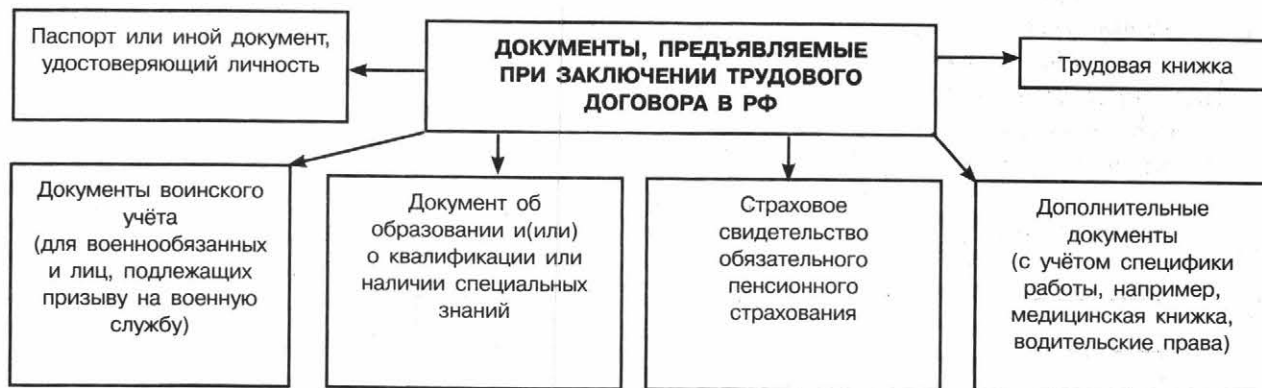 Паспорт или иной документ,
удостоверяющий личность
ДОКУМЕНТЫ, ПРЕДЪЯВЛЯЕМЫЕ
ПРИ ЗАКЛЮЧЕНИИ ТРУДОВОГО
ДОГОВОРА В РФ
Трудовая книжка
Документы воинского
учёта
(для военнообязанных
и лиц, подлежащих
призыву на военную
службу)
Документ об
образовании и(или)
о квалификации или
наличии специальных
знаний
Страховое
свидетельство
обязательного
пенсионного
страхования
Дополнительные
документы
(с учётом специфики
работы, например,
медицинская книжка,
водительские права)